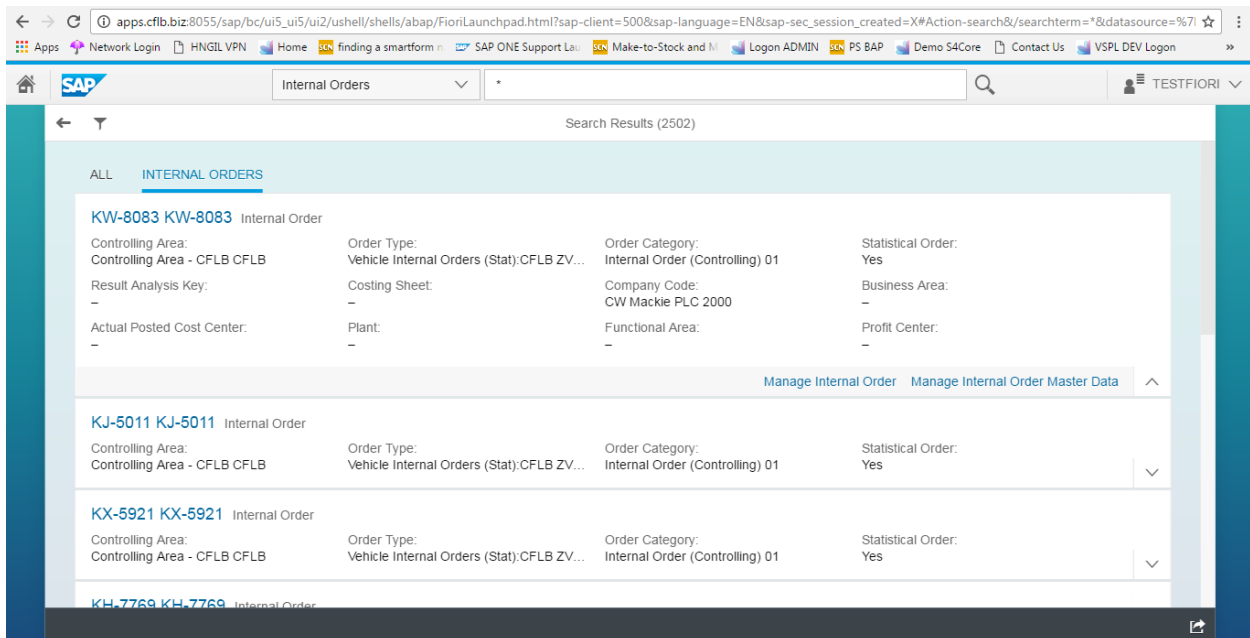 apps.cflb.biz:8055/sap/bc/ui5_ui5/ui2/ushell/shells/abap/FioriLaunchpad.html?sap-client=500&sap-language=EN&sap-sec_session_created=X#Action-search&/searchterm=*&datasource=%7
Apps Network Login HNGIL VPN Home SCN finding a smartform n SAP ONE Support Lau SCN Make-to-Stock and M Logon ADMIN SCN PS BAP Demo S4Core Contact Us VSPL DEV Logon »
SAP Internal Orders * TESTFIORI
Search Results (2502)
ALL INTERNAL ORDERS
KW-8083 KW-8083 Internal Order
Controlling Area: Order Type: Order Category: Statistical Order:
Controlling Area - CFLB CFLB Vehicle Internal Orders (Stat):CFLB ZV... Internal Order (Controlling) 01 Yes
Result Analysis Key: Costing Sheet: Company Code: Business Area:
– – CW Mackie PLC 2000 –
Actual Posted Cost Center: Plant: Functional Area: Profit Center:
– – – –
Manage Internal Order Manage Internal Order Master Data
KJ-5011 KJ-5011 Internal Order
Controlling Area: Order Type: Order Category: Statistical Order:
Controlling Area - CFLB CFLB Vehicle Internal Orders (Stat):CFLB ZV... Internal Order (Controlling) 01 Yes
KX-5921 KX-5921 Internal Order
Controlling Area: Order Type: Order Category: Statistical Order:
Controlling Area - CFLB CFLB Vehicle Internal Orders (Stat):CFLB ZV... Internal Order (Controlling) 01 Yes
KH-7769 KH-7769 Internal Order